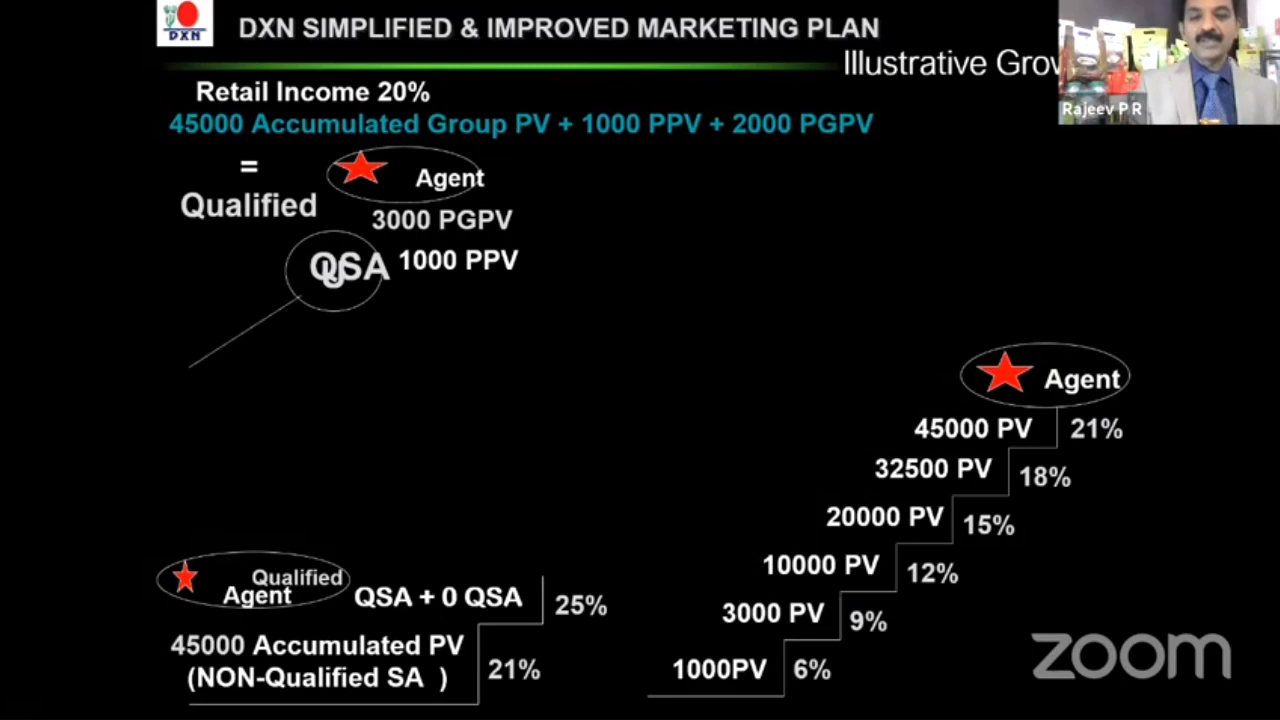 DXN
DXN SIMPLIFIED & IMPROVED MARKETING PLAN
Illustrative
Rajeev P R
Retail Income 20%
45000 Accumulated Group PV + 1000 PPV + 2000 PGPV
=
Qualified
Agent
3000 PGPV
QSA
1000 PPV
Agent
45000 PV 21%
32500 PV 18%
20000 PV 15%
10000 PV 12%
3000 PV 9%
1000PV 6%
Qualified
Agent
QSA + 0 QSA 25%
45000 Accumulated PV
(NON-Qualified SA )
21%
zoom